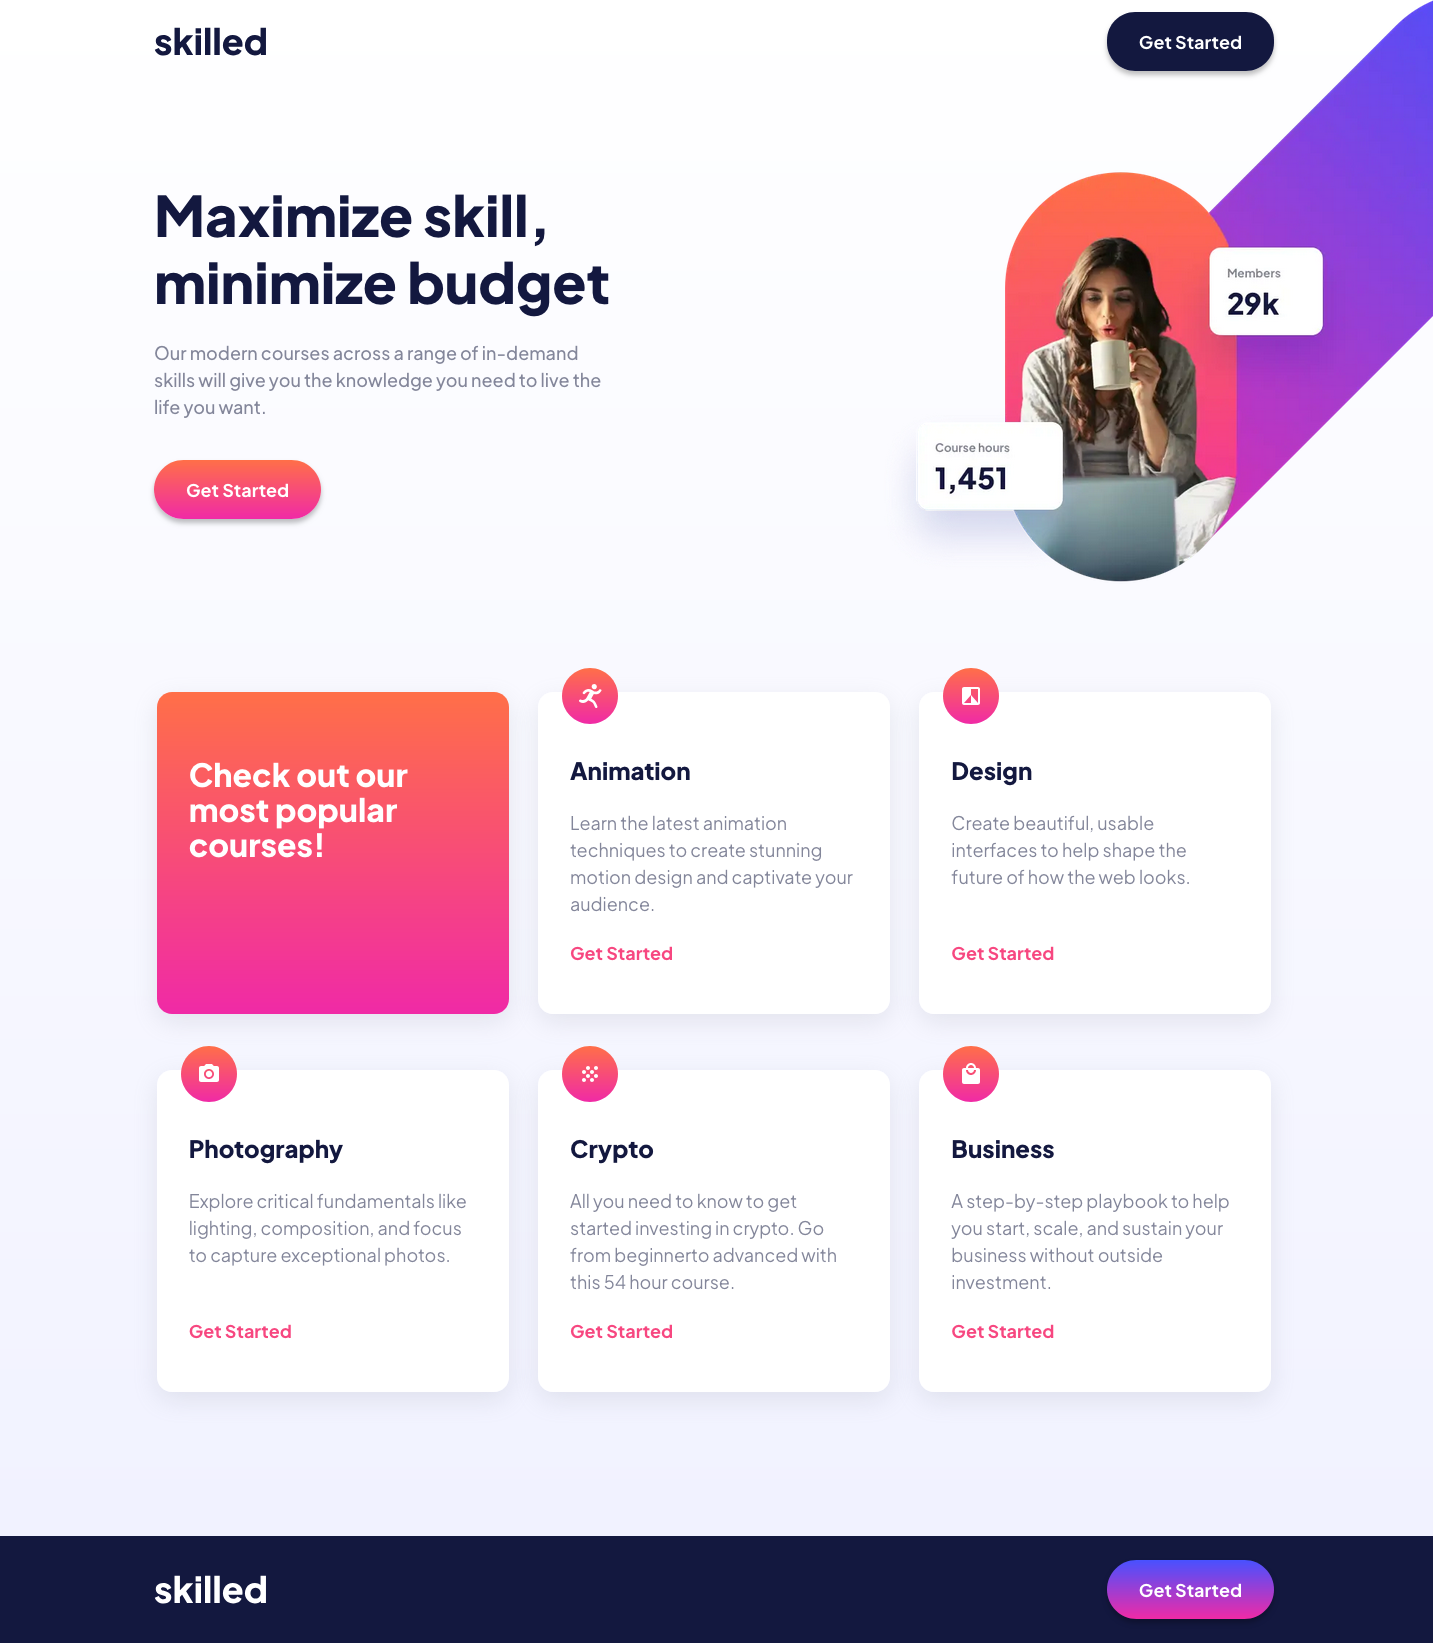 skilled
Get Started
Maximize skill,
minimize budget
Our modern courses across a range of in-demand
skills will give you the knowledge you need to live the
life you want.
Get Started
Members
29k
Course hours
1,451
Check out our
most popular
courses!
Animation
Learn the latest animation
techniques to create stunning
motion design and captivate your
audience.
Get Started
Design
Create beautiful, usable
interfaces to help shape the
future of how the web looks.
Get Started
Photography
Explore critical fundamentals like
lighting, composition, and focus
to capture exceptional photos.
Get Started
Crypto
All you need to know to get
started investing in crypto. Go
from beginnerto advanced with
this 54 hour course.
Get Started
Business
A step-by-step playbook to help
you start, scale, and sustain your
business without outside
investment.
Get Started
skilled
Get Started